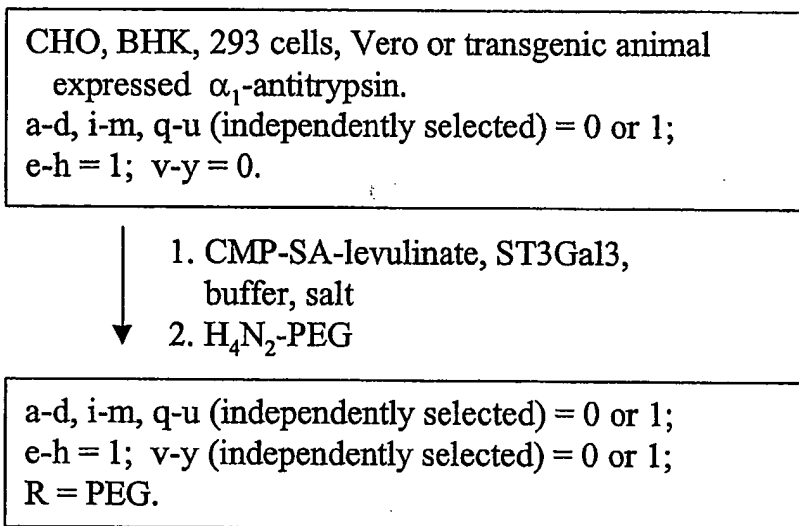 CHO, BHK, 293 cells, Vero or transgenic animal
expressed α₁-antitrypsin.
a-d, i-m, q-u (independently selected) = 0 or 1;
e-h = 1; v-y = 0.
1. CMP-SA-levulinate, ST3Gal3,
buffer, salt
2. H₄N₂-PEG
a-d, i-m, q-u (independently selected) = 0 or 1;
e-h = 1; v-y (independently selected) = 0 or 1;
R = PEG.